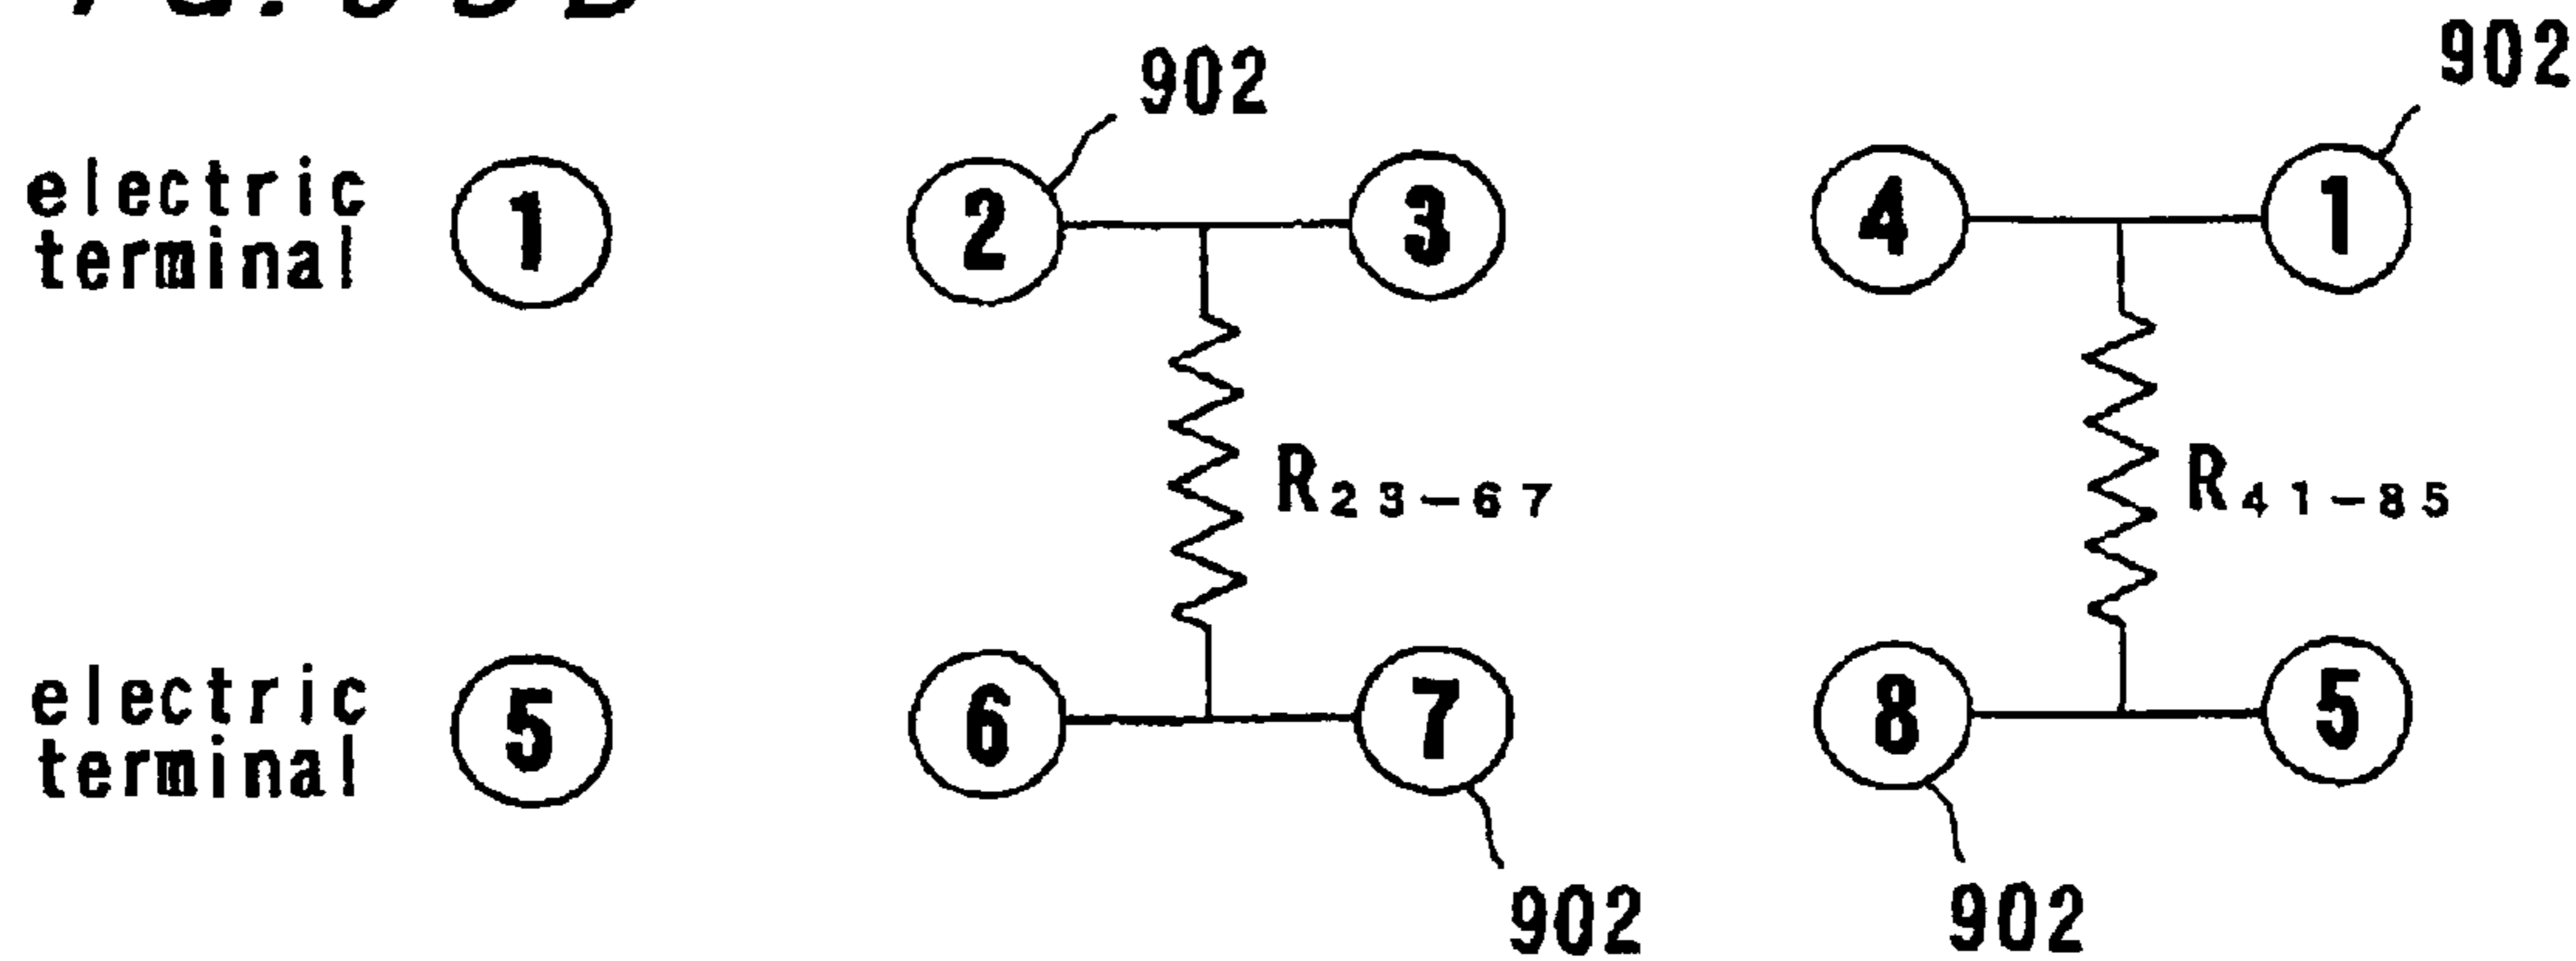 902
902
electric
terminal 1 2 3 4 1
R23-67 R41-85
electric
terminal 5 6 7 8 5
902
902